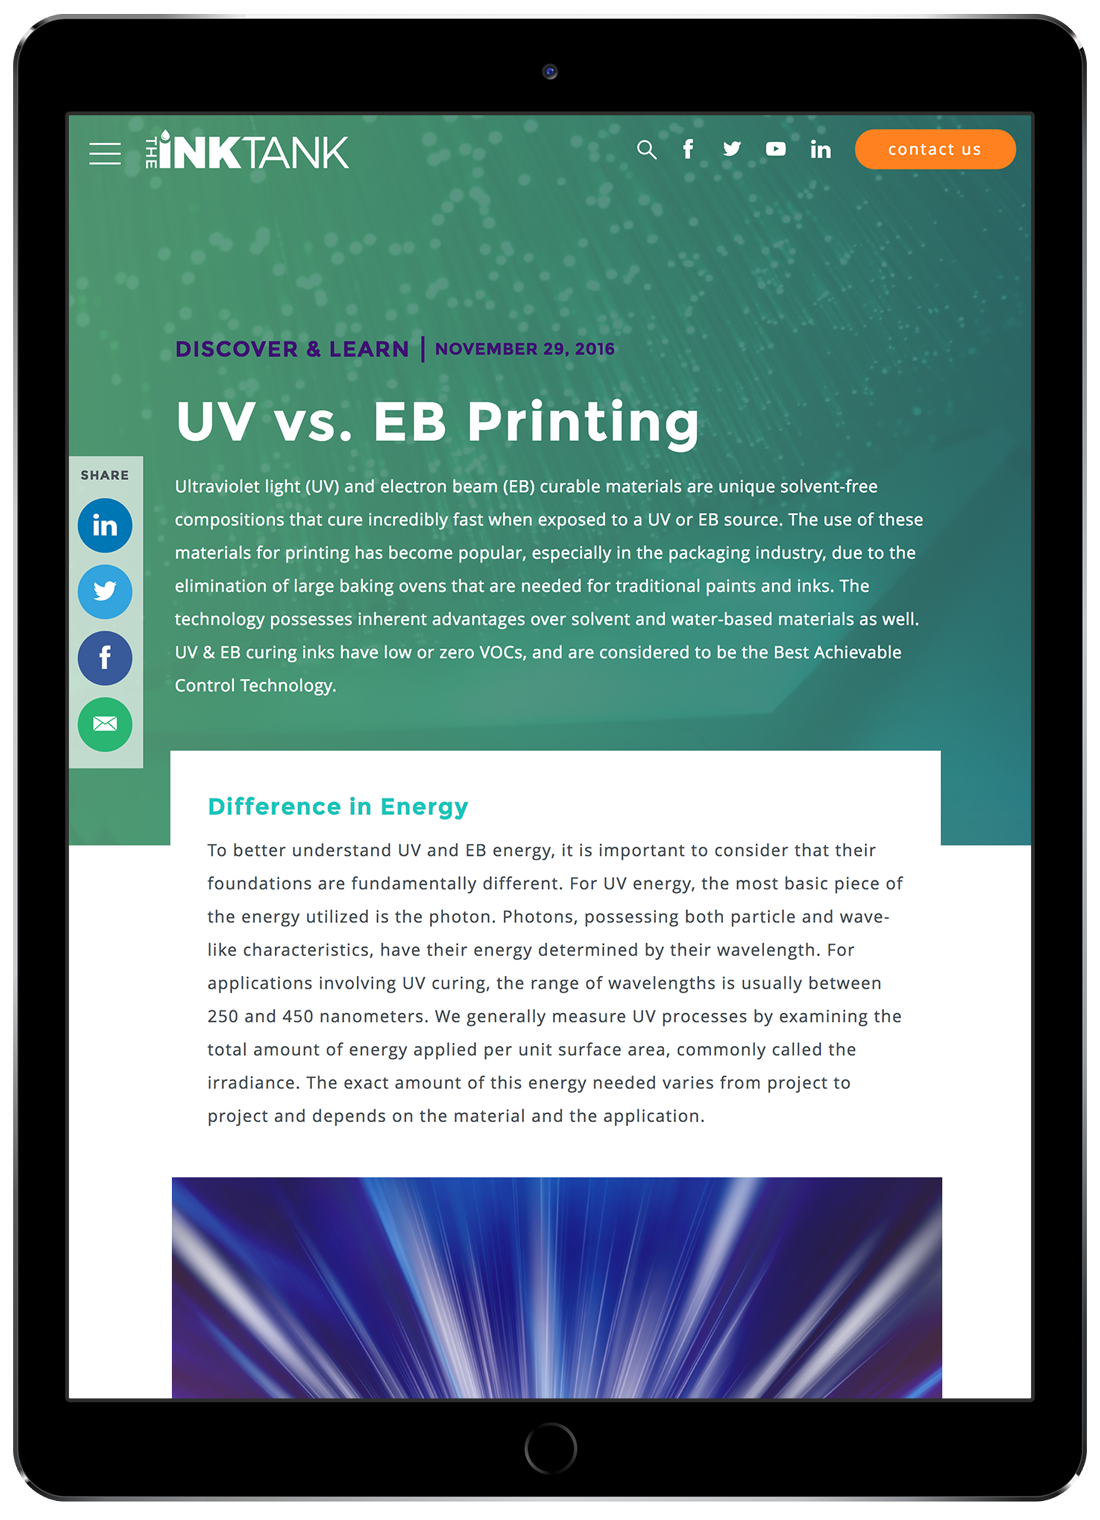 THE INKTANK
contact us
DISCOVER & LEARN | NOVEMBER 29, 2016
UV vs. EB Printing
SHARE
Ultraviolet light (UV) and electron beam (EB) curable materials are unique solvent-free
compositions that cure incredibly fast when exposed to a UV or EB source. The use of these
materials for printing has become popular, especially in the packaging industry, due to the
elimination of large baking ovens that are needed for traditional paints and inks. The
technology possesses inherent advantages over solvent and water-based materials as well.
UV & EB curing inks have low or zero VOCs, and are considered to be the Best Achievable
Control Technology.
Difference in Energy
To better understand UV and EB energy, it is important to consider that their
foundations are fundamentally different. For UV energy, the most basic piece of
the energy utilized is the photon. Photons, possessing both particle and wave-
like characteristics, have their energy determined by their wavelength. For
applications involving UV curing, the range of wavelengths is usually between
250 and 450 nanometers. We generally measure UV processes by examining the
total amount of energy applied per unit surface area, commonly called the
irradiance. The exact amount of this energy needed varies from project to
project and depends on the material and the application.